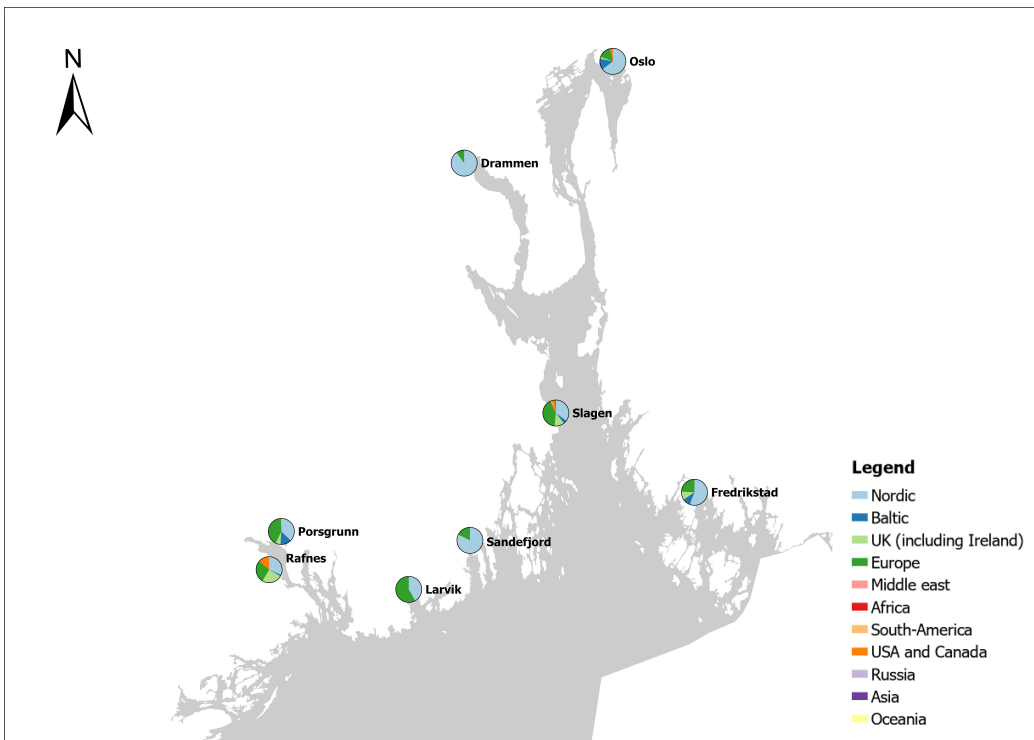 N
Oslo
Drammen
Slagen
Fredrikstad
Porsgrunn
Sandefjord
Rafnes
Larvik
Legend
Nordic
Baltic
UK (including Ireland)
Europe
Middle east
Africa
South-America
USA and Canada
Russia
Asia
Oceania